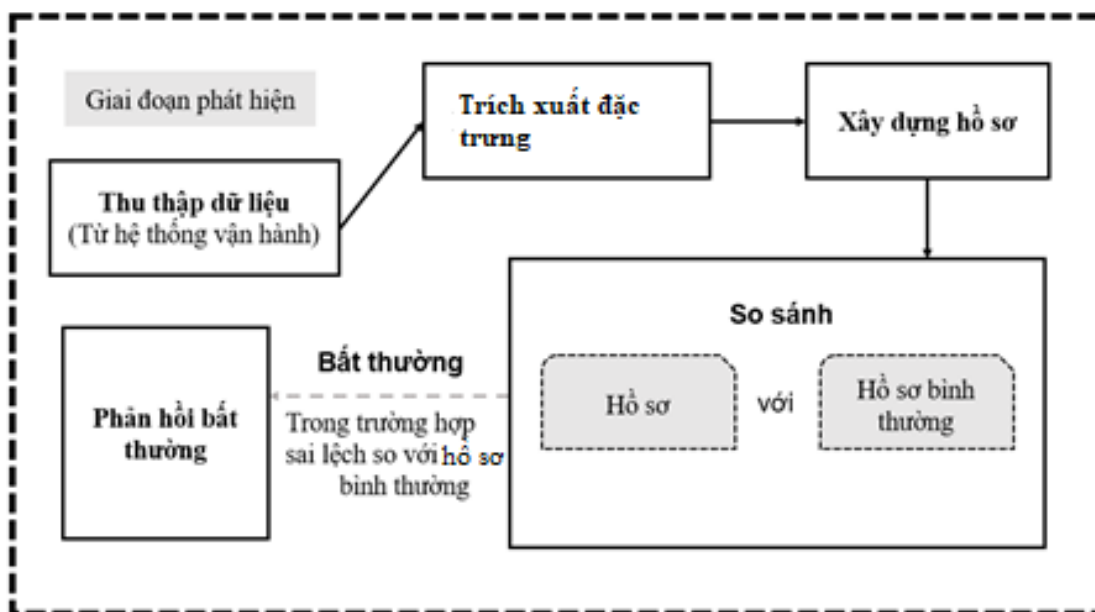 Giai đoạn phát hiện
Thu thập dữ liệu
(Từ hệ thống vận hành)
Trích xuất đặc
trưng
Xây dựng hồ sơ
So sánh
Hồ sơ
với
Hồ sơ bình
thường
Bất thường
Trong trường hợp
sai lệch so với hồ sơ
bình thường
Phản hồi bất
thường